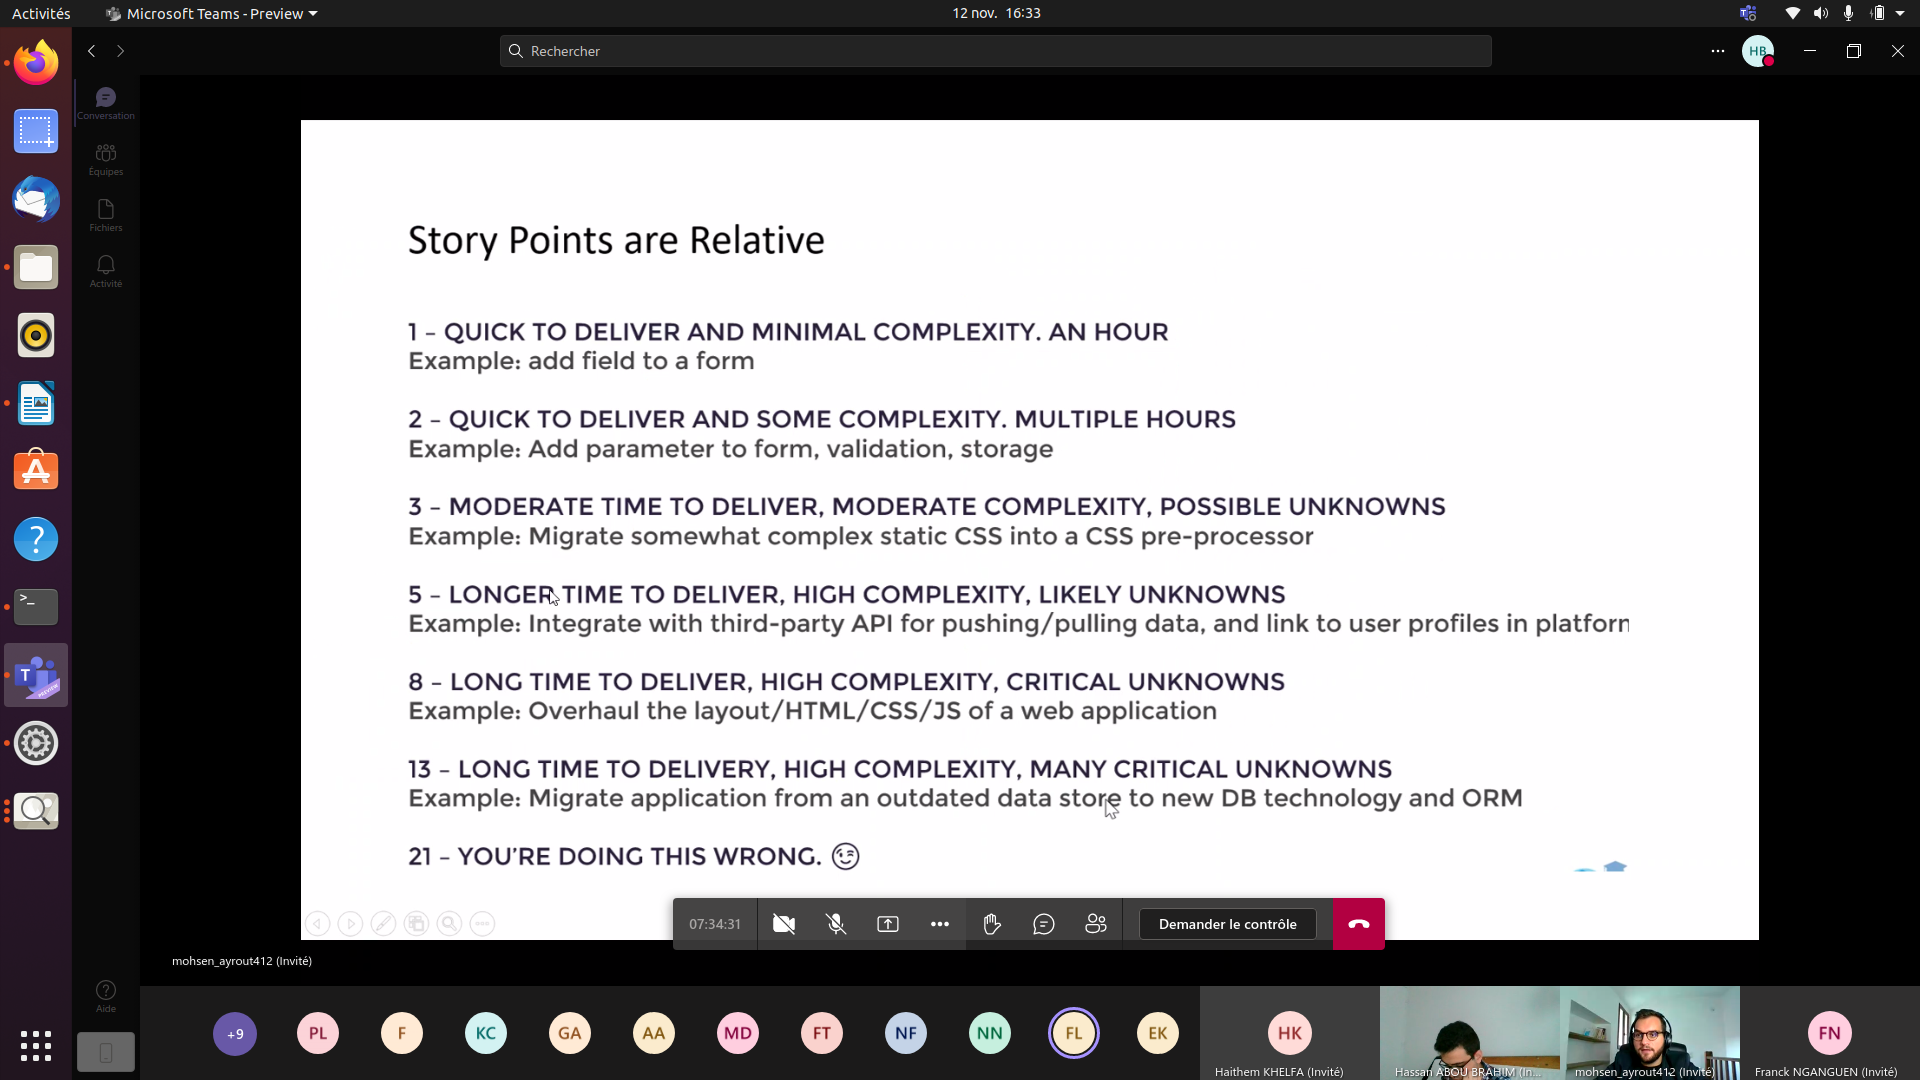 Activités
Microsoft Teams - Preview
12 nov. 16:33
Rechercher
HB
Conversation
Équipes
Fichiers
Activité
Story Points are Relative
1 – QUICK TO DELIVER AND MINIMAL COMPLEXITY. AN HOUR
Example: add field to a form
2 – QUICK TO DELIVER AND SOME COMPLEXITY. MULTIPLE HOURS
Example: Add parameter to form, validation, storage
3 – MODERATE TIME TO DELIVER, MODERATE COMPLEXITY, POSSIBLE UNKNOWNS
Example: Migrate somewhat complex static CSS into a CSS pre-processor
5 – LONGER TIME TO DELIVER, HIGH COMPLEXITY, LIKELY UNKNOWNS
Example: Integrate with third-party API for pushing/pulling data, and link to user profiles in platforn
8 – LONG TIME TO DELIVER, HIGH COMPLEXITY, CRITICAL UNKNOWNS
Example: Overhaul the layout/HTML/CSS/JS of a web application
13 – LONG TIME TO DELIVERY, HIGH COMPLEXITY, MANY CRITICAL UNKNOWNS
Example: Migrate application from an outdated data store to new DB technology and ORM
21 – YOU’RE DOING THIS WRONG. 😉
07:34:31
Demander le contrôle
mohsen_ayrout412 (Invité)
Aide
+9
PL
F
KC
GA
AA
MD
FT
NF
NN
FL
EK
HK
FN
Haithem KHELFA (Invité)
Hassan ABOU BRAHIM (In...
mohsen_ayrout412 (Invité)
Franck NGANGUEN (Invité)